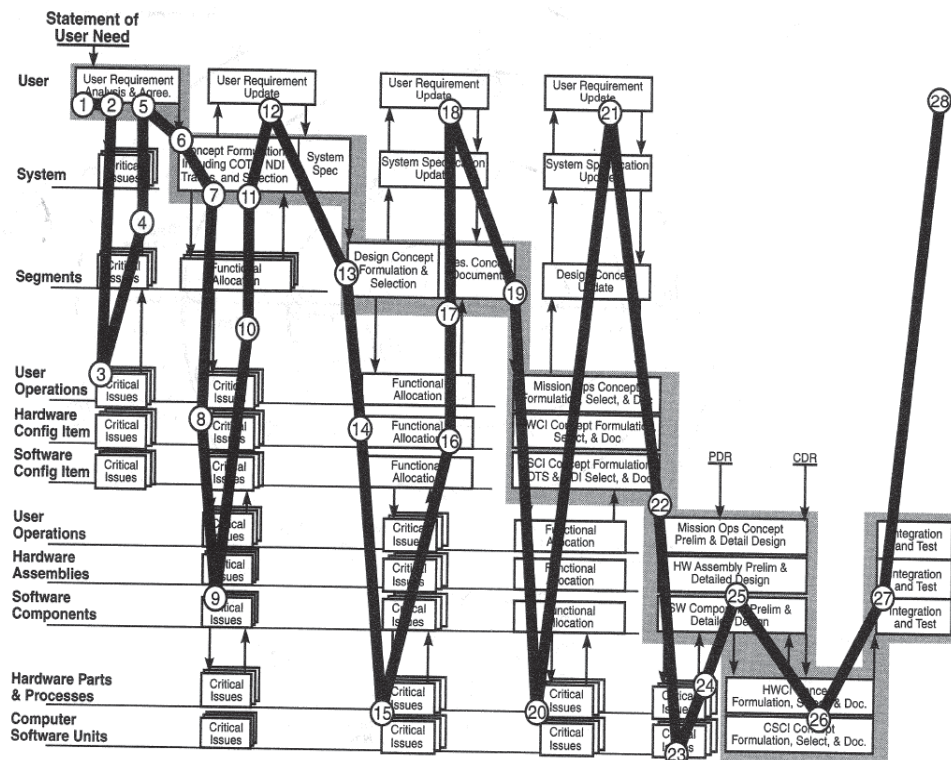 Statement of
User Need
User
User Requirement
Analysis & Agree.
User Requirement
Update
User Requirement
Update
User Requirement
Update
1
2
5
12
18
21
28
6
System
Critical
Issues
Including COTS NDI
and Selection
System
Spec
System Specification
Update
System Specification
Update
7
11
4
Segments
Critical
Issues
Functional
Allocation
Design Concept
Formulation &
Selection
Des. Concept
Document
Design Concept
Update
13
19
17
10
3
User
Operations
Critical
Issues
Critical
Issues
Functional
Allocation
Mission Ops Concept
Formulation, Select, & Doc
Hardware
Config Item
Critical
Issues
Critical
Issues
Functional
Allocation
HWCI Concept Formulation,
Select, & Doc
8
14
16
Software
Config Item
Critical
Issues
Critical
Issues
Functional
Allocation
CSCI Concept Formulation
COTS & NDI Select, & Doc
PDR
CDR
22
User
Operations
Critical
Issues
Critical
Issues
Functional
Allocation
Mission Ops Concept
Prelim & Detail Design
Integration
and Test
Hardware
Assemblies
Critical
Issues
Critical
Issues
Functional
Allocation
HW Assembly Prelim &
Detailed Design
Integration
and Test
9
25
27
Software
Components
Critical
Issues
Critical
Issues
Functional
Allocation
SW Component Prelim &
Detailed Design
Integration
and Test
Hardware Parts
& Processes
Critical
Issues
Critical
Issues
Critical
Issues
Critical
Issues
24
HWCI Concept
Formulation, Select, & Doc.
15
20
26
Computer
Software Units
Critical
Issues
Critical
Issues
Critical
Issues
Critical
Issues
CSCI Concept
Formulation, Select, & Doc.
23